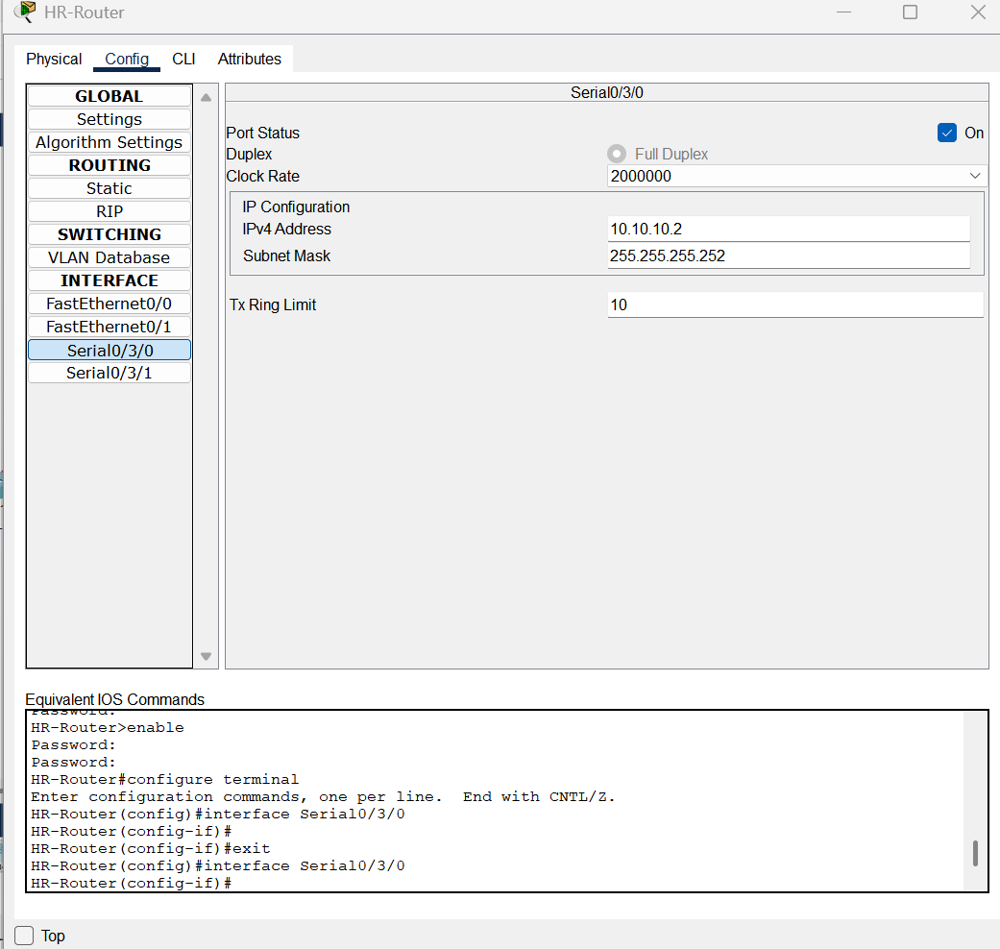 HR-Router
Physical Config CLI Attributes
GLOBAL
Settings
Algorithm Settings
ROUTING
Static
RIP
SWITCHING
VLAN Database
INTERFACE
FastEthernet0/0
FastEthernet0/1
Serial0/3/0
Serial0/3/1
Serial0/3/0
Port Status On
Duplex Full Duplex
Clock Rate 2000000
IP Configuration
IPv4 Address 10.10.10.2
Subnet Mask 255.255.255.252
Tx Ring Limit 10
Equivalent IOS Commands
Password:
HR-Router>enable
Password:
Password:
HR-Router#configure terminal
Enter configuration commands, one per line.  End with CNTL/Z.
HR-Router(config)#interface Serial0/3/0
HR-Router(config-if)#
HR-Router(config-if)#exit
HR-Router(config)#interface Serial0/3/0
HR-Router(config-if)#
Top